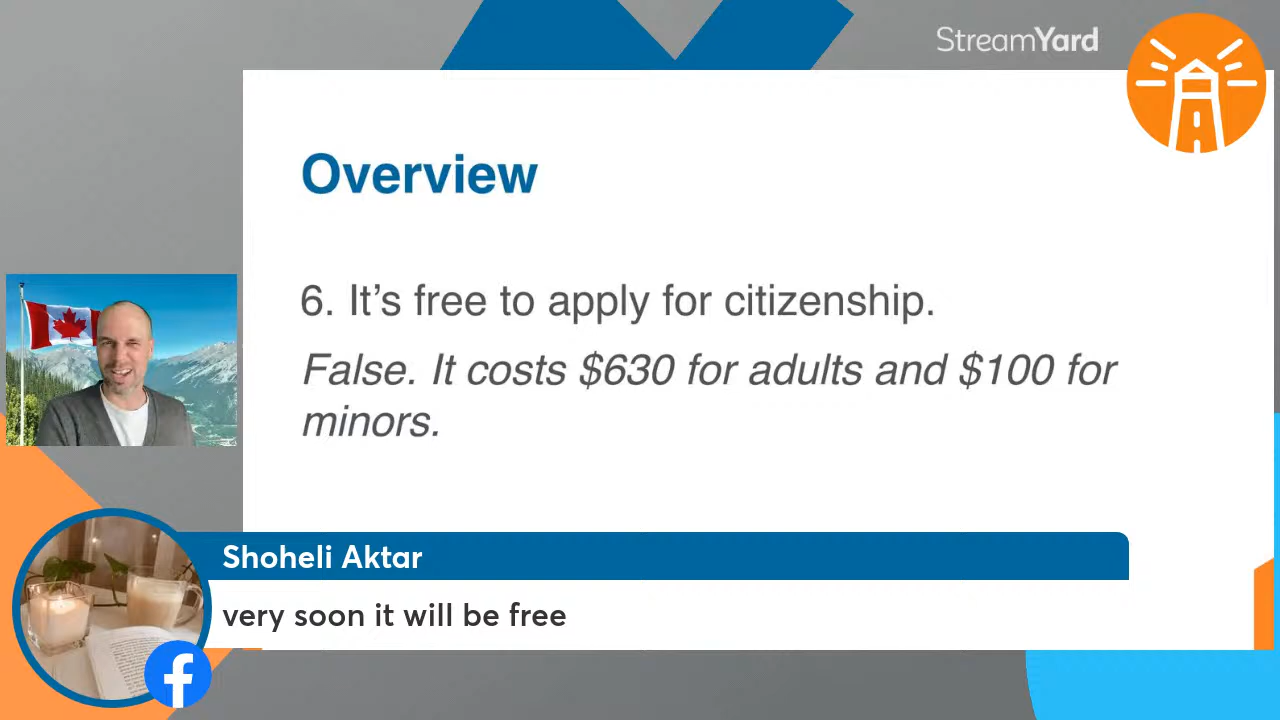 StreamYard
Overview
6. It’s free to apply for citizenship.
False. It costs $630 for adults and $100 for
minors.
Shoheli Aktar
very soon it will be free